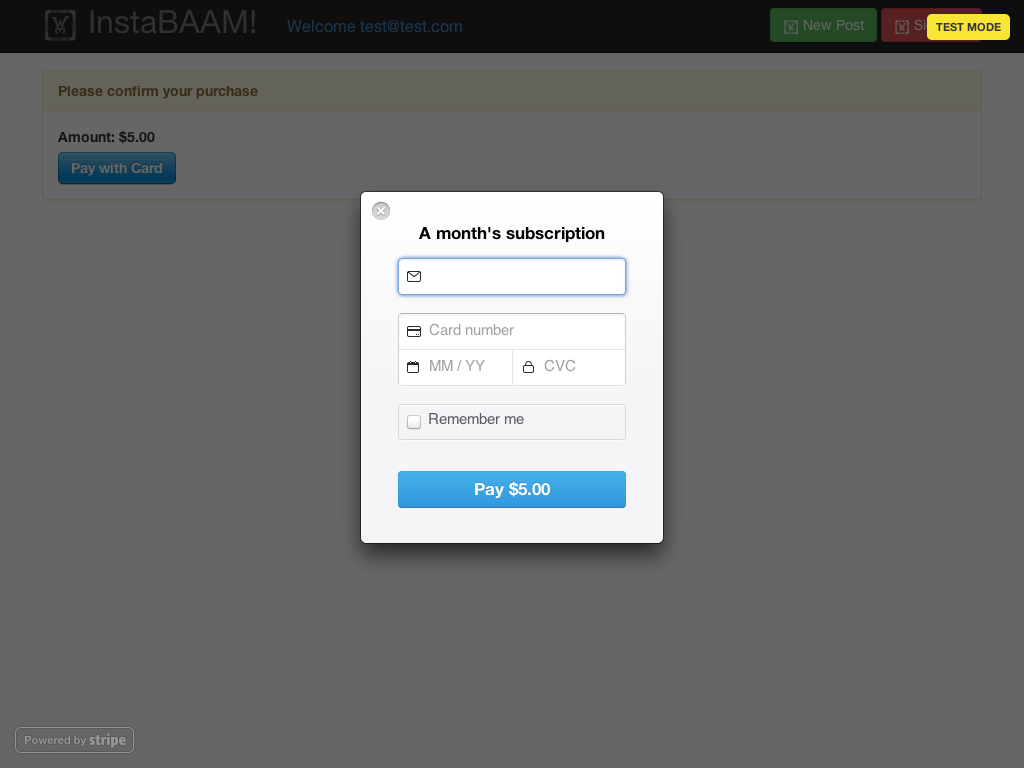 InstaBAAM!
Welcome test@test.com
New Post
TEST MODE
Please confirm your purchase
Amount: $5.00
Pay with Card
A month's subscription
Card number
MM / YY
CVC
Remember me
Pay $5.00
Powered by stripe